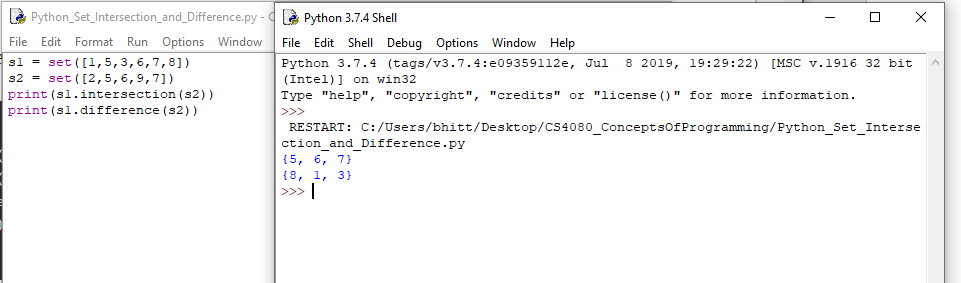 Python_Set_Intersection_and_Difference.py - C
File Edit Format Run Options Window
s1 = set([1,5,3,6,7,8])
s2 = set([2,5,6,9,7])
print(s1.intersection(s2))
print(s1.difference(s2))
Python 3.7.4 Shell
File Edit Shell Debug Options Window Help
Python 3.7.4 (tags/v3.7.4:e09359112e, Jul  8 2019, 19:29:22) [MSC v.1916 32 bit
(Intel)] on win32
Type "help", "copyright", "credits" or "license()" for more information.
>>>
RESTART: C:/Users/bhitt/Desktop/CS4080_ConceptsOfProgramming/Python_Set_Interse
ction_and_Difference.py
{5, 6, 7}
{8, 1, 3}
>>>